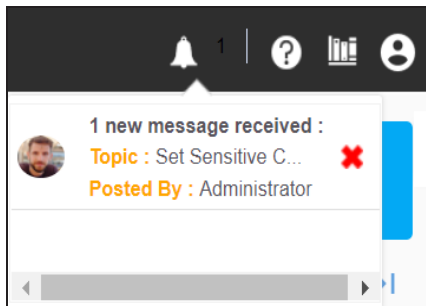 1
1 new message received :
Topic : Set Sensitive C...
Posted By : Administrator